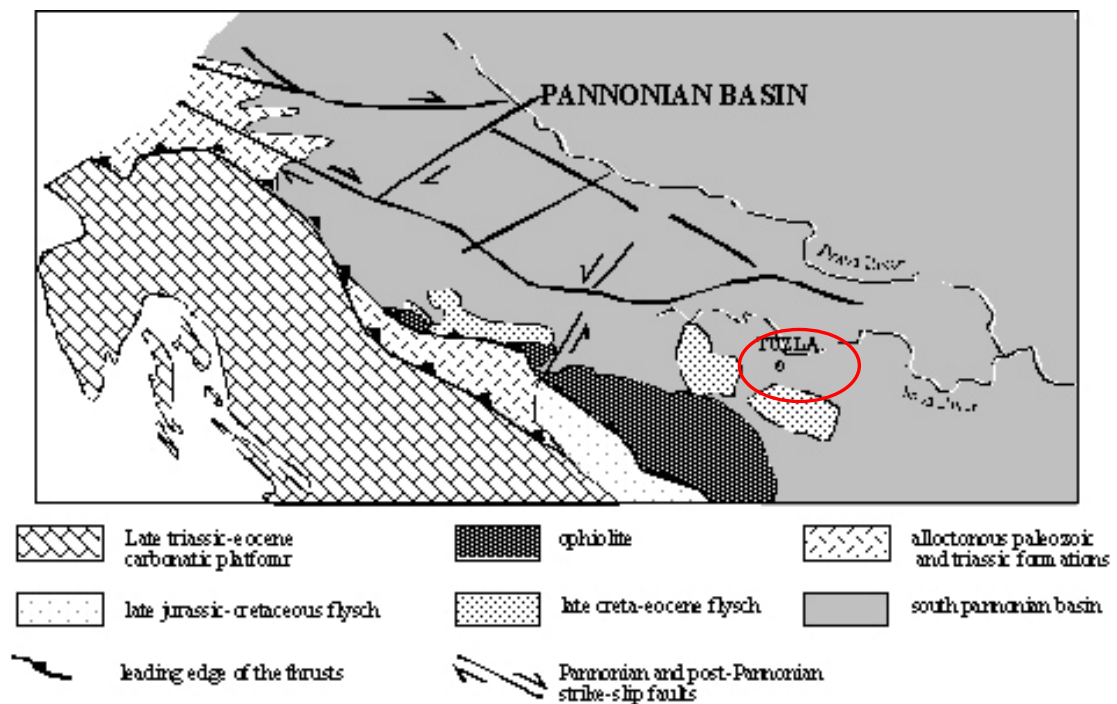 PANNONIAN BASIN
TUZLA
Late triassic-eocene
carbonatic platfomr
ophiolite
alloctonous paleozoic
and triassic formations
late jurassic-cretaceous flysch
late creta-eocene flysch
south pannonian basin
leading edge of the thrusts
Pannonian and post-Pannonian
strike-slip faults